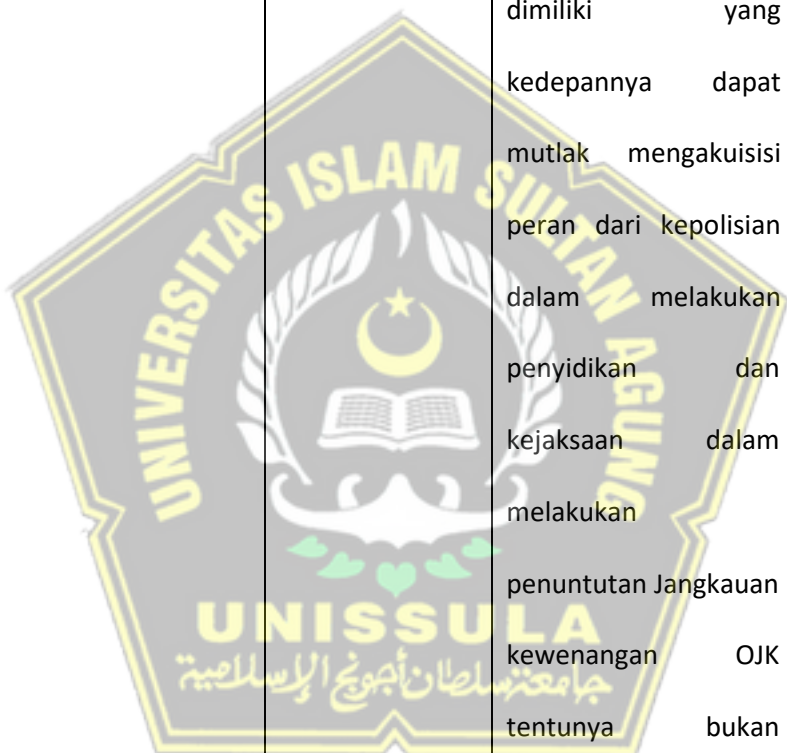 dimiliki yang
kedepannya dapat
mutlak mengakuisisi
peran dari kepolisian
dalam melakukan
penyidikan dan
kejaksaan dalam
melakukan
penuntutan Jangkauan
kewenangan OJK
tentunya bukan
UNIVERSITAS ISLAM SULTAN AGUNG
UNISSULA
جامعة سلطان أجونج الإسلامية